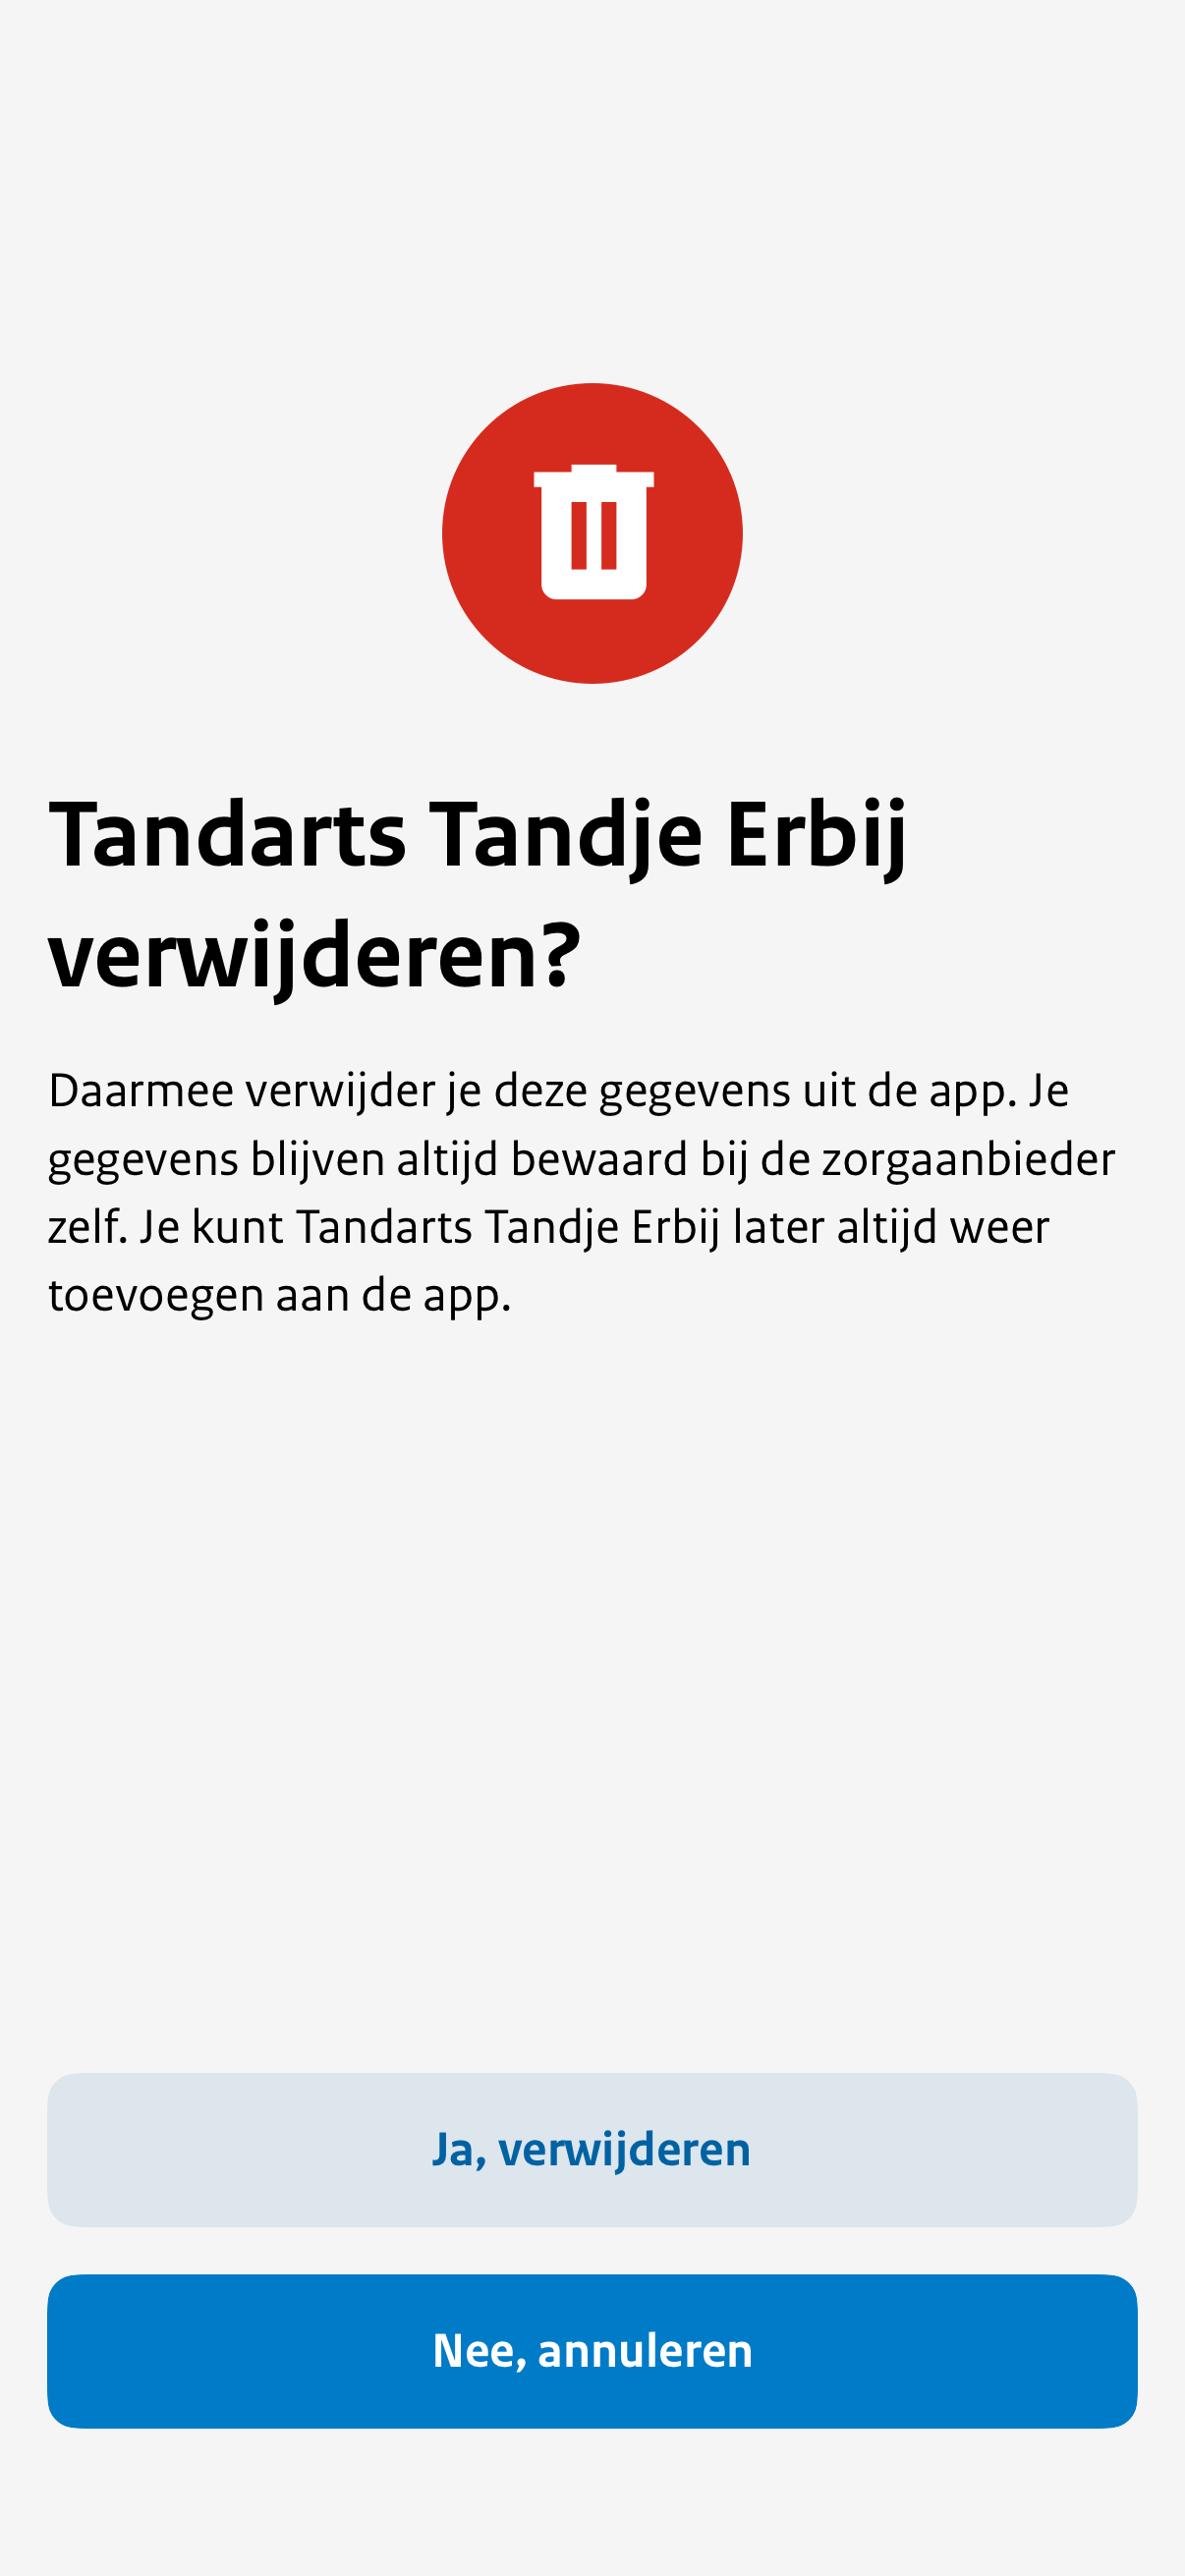 Tandarts Tandje Erbij
verwijderen?
Daarmee verwijder je deze gegevens uit de app. Je
gegevens blijven altijd bewaard bij de zorgaanbieder
zelf. Je kunt Tandarts Tandje Erbij later altijd weer
toevoegen aan de app.
Ja, verwijderen
Nee, annuleren